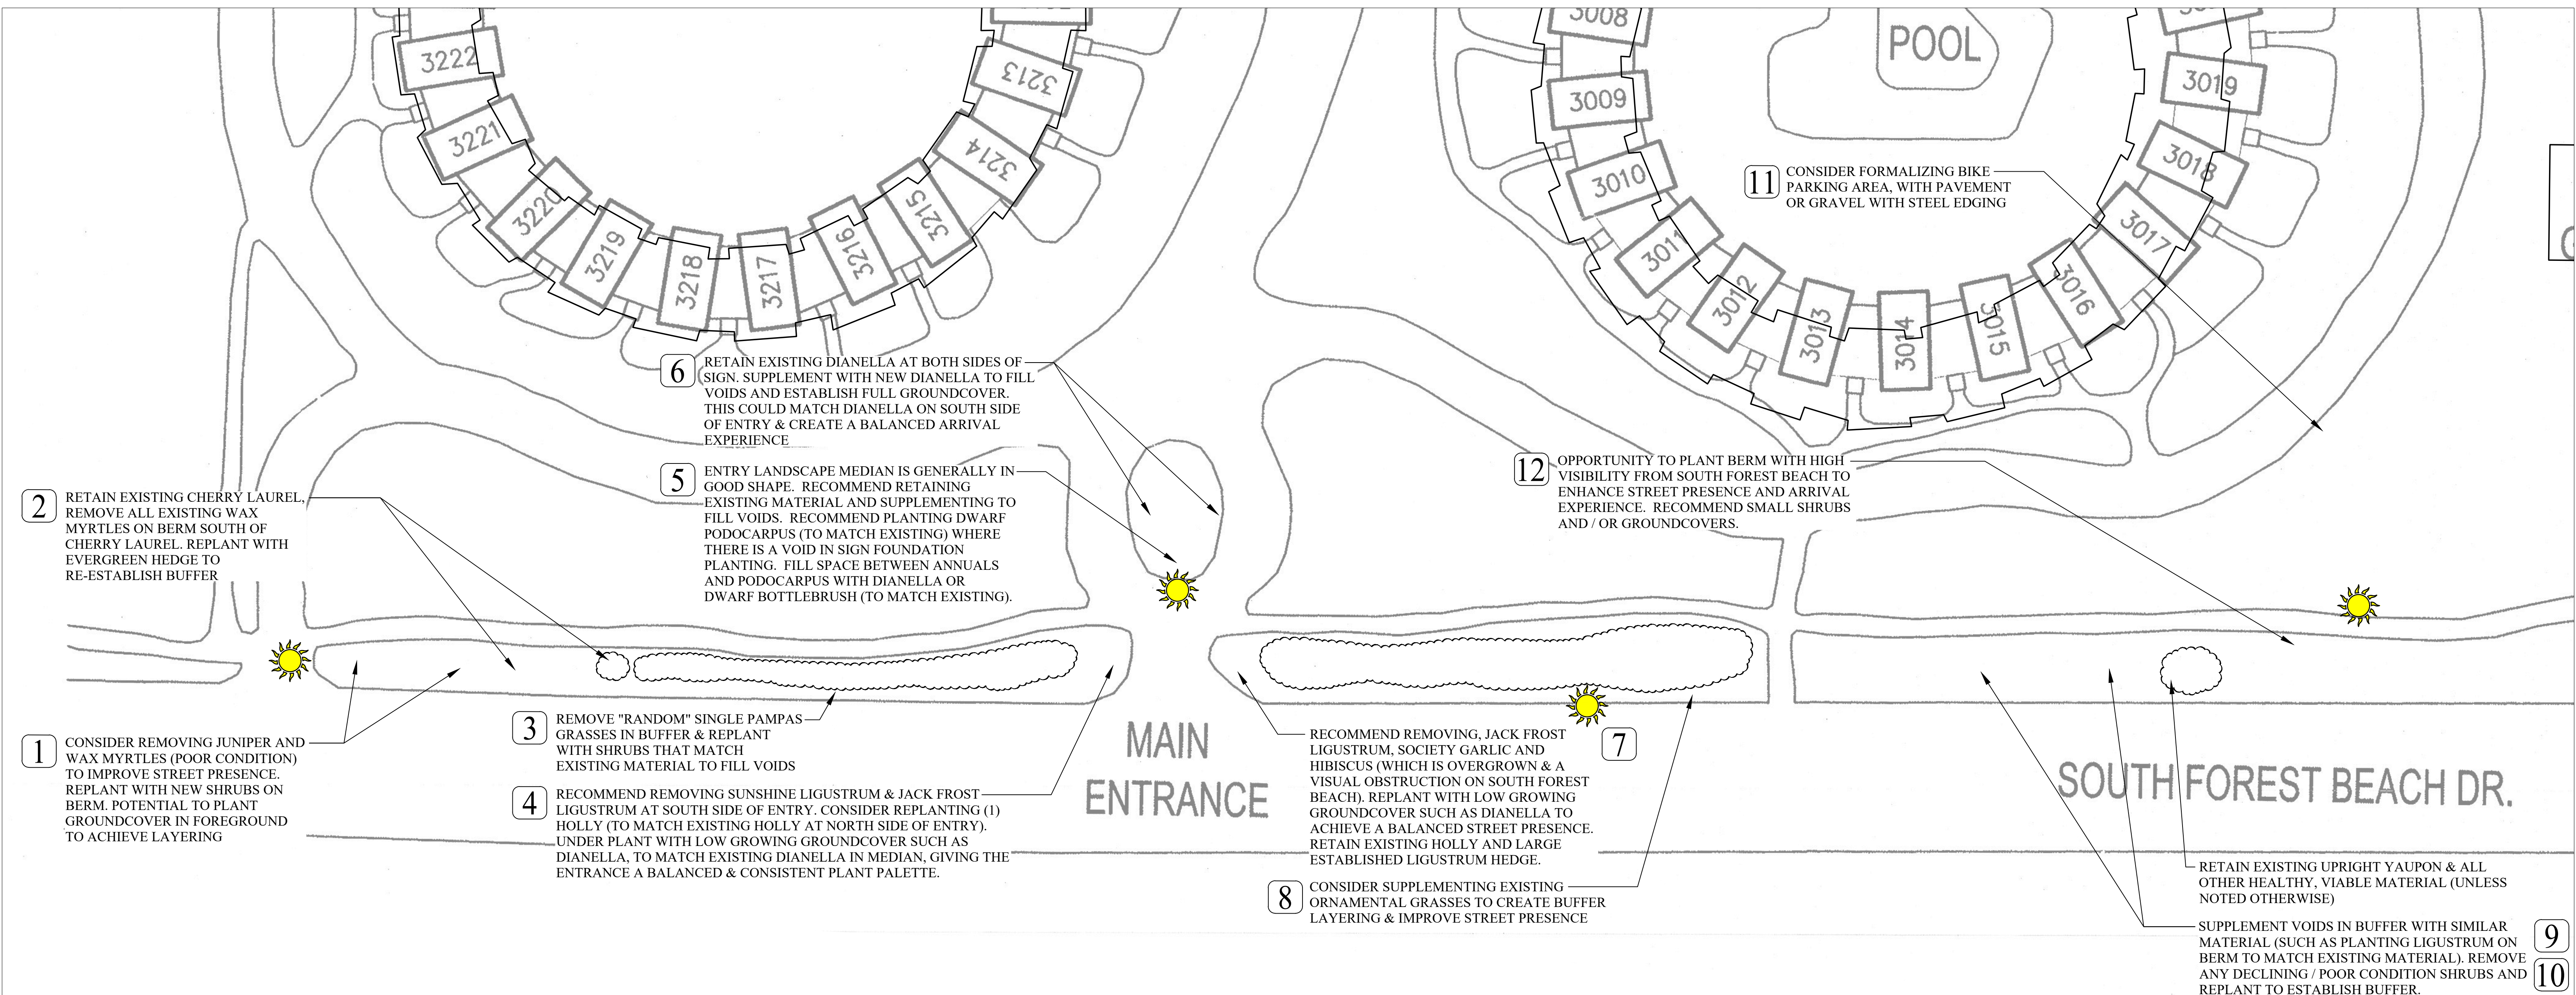 3222
3221
3220
3219
3218
3217
3216
3215
3214
3213
3008
3009
3010
3011
3012
3013
3014
3015
3016
3017
3018
3019
POOL
11
CONSIDER FORMALIZING BIKE
PARKING AREA, WITH PAVEMENT
OR GRAVEL WITH STEEL EDGING
6
RETAIN EXISTING DIANELLA AT BOTH SIDES OF
SIGN. SUPPLEMENT WITH NEW DIANELLA TO FILL
VOIDS AND ESTABLISH FULL GROUNDCOVER.
THIS COULD MATCH DIANELLA ON SOUTH SIDE
OF ENTRY & CREATE A BALANCED ARRIVAL
EXPERIENCE
5
ENTRY LANDSCAPE MEDIAN IS GENERALLY IN
GOOD SHAPE. RECOMMEND RETAINING
EXISTING MATERIAL AND SUPPLEMENTING TO
FILL VOIDS. RECOMMEND PLANTING DWARF
PODOCARPUS (TO MATCH EXISTING) WHERE
THERE IS A VOID IN SIGN FOUNDATION
PLANTING. FILL SPACE BETWEEN ANNUALS
AND PODOCARPUS WITH DIANELLA OR
DWARF BOTTLEBRUSH (TO MATCH EXISTING).
12
OPPORTUNITY TO PLANT BERM WITH HIGH
VISIBILITY FROM SOUTH FOREST BEACH TO
ENHANCE STREET PRESENCE AND ARRIVAL
EXPERIENCE. RECOMMEND SMALL SHRUBS
AND / OR GROUNDCOVERS.
2
RETAIN EXISTING CHERRY LAUREL,
REMOVE ALL EXISTING WAX
MYRTLES ON BERM SOUTH OF
CHERRY LAUREL. REPLANT WITH
EVERGREEN HEDGE TO
RE-ESTABLISH BUFFER
1
CONSIDER REMOVING JUNIPER AND
WAX MYRTLES (POOR CONDITION)
TO IMPROVE STREET PRESENCE.
REPLANT WITH NEW SHRUBS ON
BERM. POTENTIAL TO PLANT
GROUNDCOVER IN FOREGROUND
TO ACHIEVE LAYERING
3
REMOVE "RANDOM" SINGLE PAMPAS
GRASSES IN BUFFER & REPLANT
WITH SHRUBS THAT MATCH
EXISTING MATERIAL TO FILL VOIDS
4
RECOMMEND REMOVING SUNSHINE LIGUSTRUM & JACK FROST
LIGUSTRUM AT SOUTH SIDE OF ENTRY. CONSIDER REPLANTING (1)
HOLLY (TO MATCH EXISTING HOLLY AT NORTH SIDE OF ENTRY).
UNDER PLANT WITH LOW GROWING GROUNDCOVER SUCH AS
DIANELLA, TO MATCH EXISTING DIANELLA IN MEDIAN, GIVING THE
ENTRANCE A BALANCED & CONSISTENT PLANT PALETTE.
MAIN
ENTRANCE
7
RECOMMEND REMOVING, JACK FROST
LIGUSTRUM, SOCIETY GARLIC AND
HIBISCUS (WHICH IS OVERGROWN & A
VISUAL OBSTRUCTION ON SOUTH FOREST
BEACH). REPLANT WITH LOW GROWING
GROUNDCOVER SUCH AS DIANELLA TO
ACHIEVE A BALANCED STREET PRESENCE.
RETAIN EXISTING HOLLY AND LARGE
ESTABLISHED LIGUSTRUM HEDGE.
8
CONSIDER SUPPLEMENTING EXISTING
ORNAMENTAL GRASSES TO CREATE BUFFER
LAYERING & IMPROVE STREET PRESENCE
SOUTH FOREST BEACH DR.
RETAIN EXISTING UPRIGHT YAUPON & ALL
OTHER HEALTHY, VIABLE MATERIAL (UNLESS
NOTED OTHERWISE)
9
10
SUPPLEMENT VOIDS IN BUFFER WITH SIMILAR
MATERIAL (SUCH AS PLANTING LIGUSTRUM ON
BERM TO MATCH EXISTING MATERIAL). REMOVE
ANY DECLINING / POOR CONDITION SHRUBS AND
REPLANT TO ESTABLISH BUFFER.